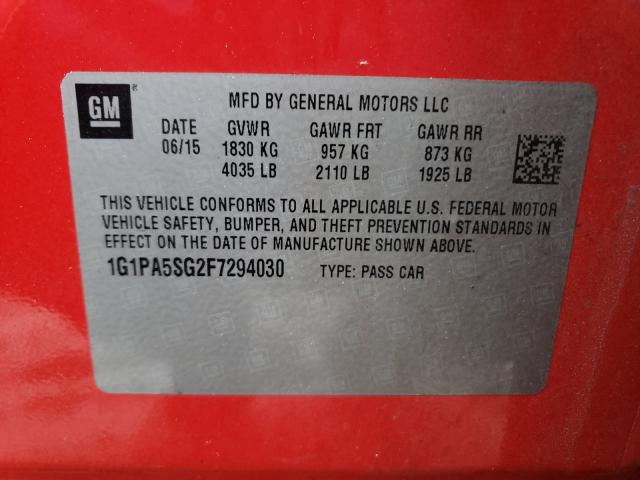 GM
MFD BY GENERAL MOTORS LLC
DATE GVWR GAWR FRT GAWR RR
06/15 1830 KG 957 KG 873 KG
4035 LB 2110 LB 1925 LB
THIS VEHICLE CONFORMS TO ALL APPLICABLE U.S. FEDERAL MOTOR
VEHICLE SAFETY, BUMPER, AND THEFT PREVENTION STANDARDS IN
EFFECT ON THE DATE OF MANUFACTURE SHOWN ABOVE.
1G1PA5SG2F7294030 TYPE: PASS CAR